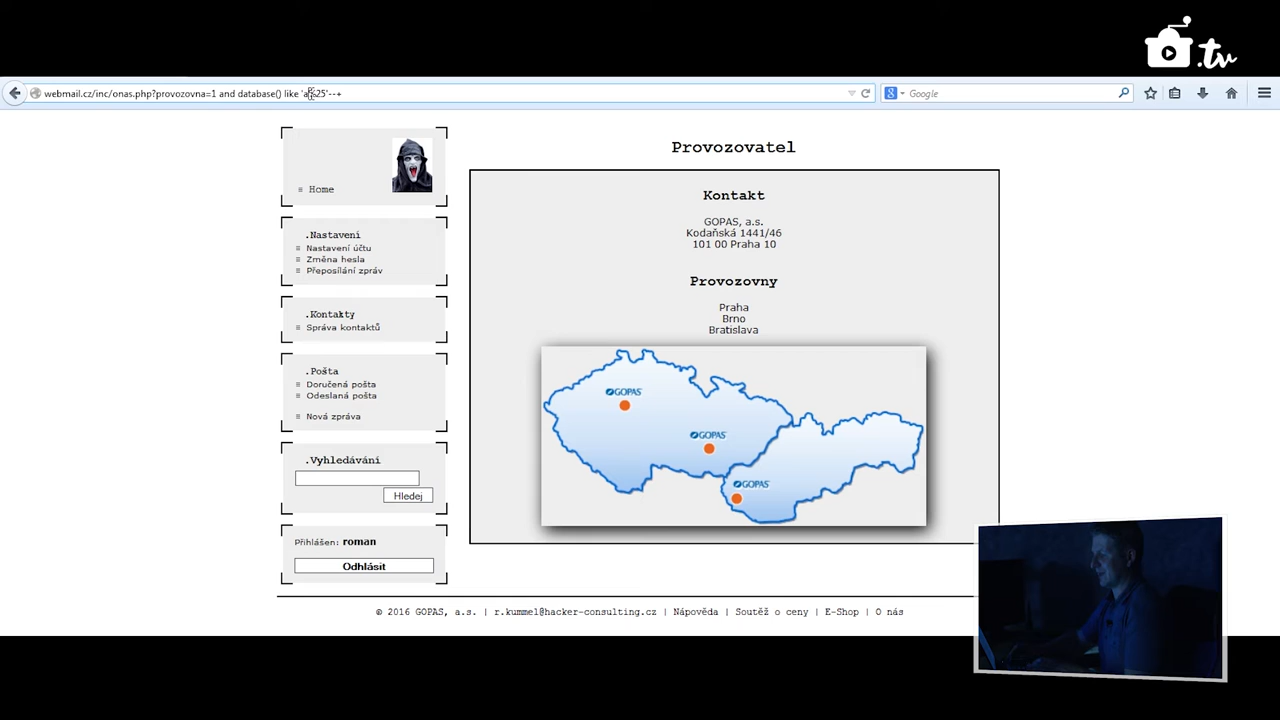 .tv
webmail.cz/inc/onas.php?provozovna=1 and database() like 'a%25'--+
Google
Home
.Nastavení
Nastavení účtu
Změna hesla
Přeposílání zpráv
.Kontakty
Správa kontaktů
.Pošta
Doručená pošta
Odeslaná pošta
Nová zpráva
.Vyhledávání
Hledej
Přihlášen: roman
Odhlásit
Provozovatel
Kontakt
GOPAS, a.s.
Kodaňská 1441/46
101 00 Praha 10
Provozovny
Praha
Brno
Bratislava
GOPAS
GOPAS
GOPAS
© 2016 GOPAS, a.s. | r.kummel@hacker-consulting.cz | Nápověda | Soutěž o ceny | E-Shop | O nás